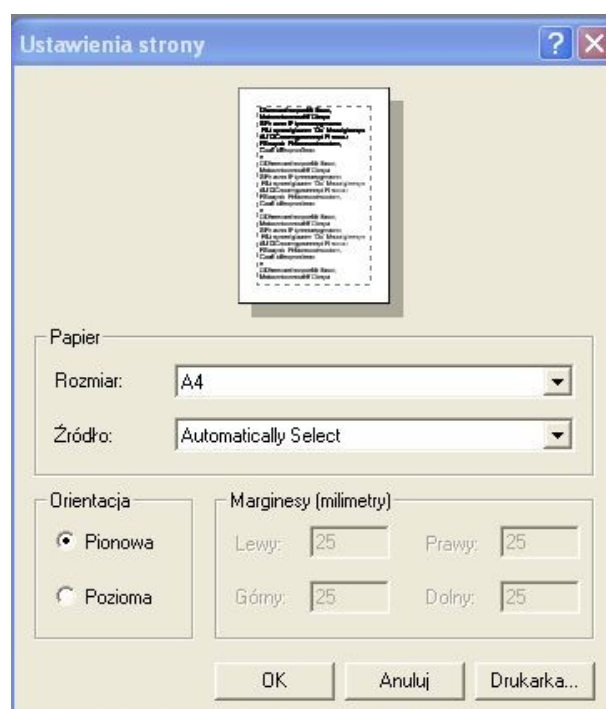 Ustawienia strony
Papier
Rozmiar: A4
Źródło: Automatically Select
Orientacja
Pionowa
Pozioma
Marginesy (milimetry)
Lewy: 25 Prawy: 25
Górny: 25 Dolny: 25
OK Anuluj Drukarka...